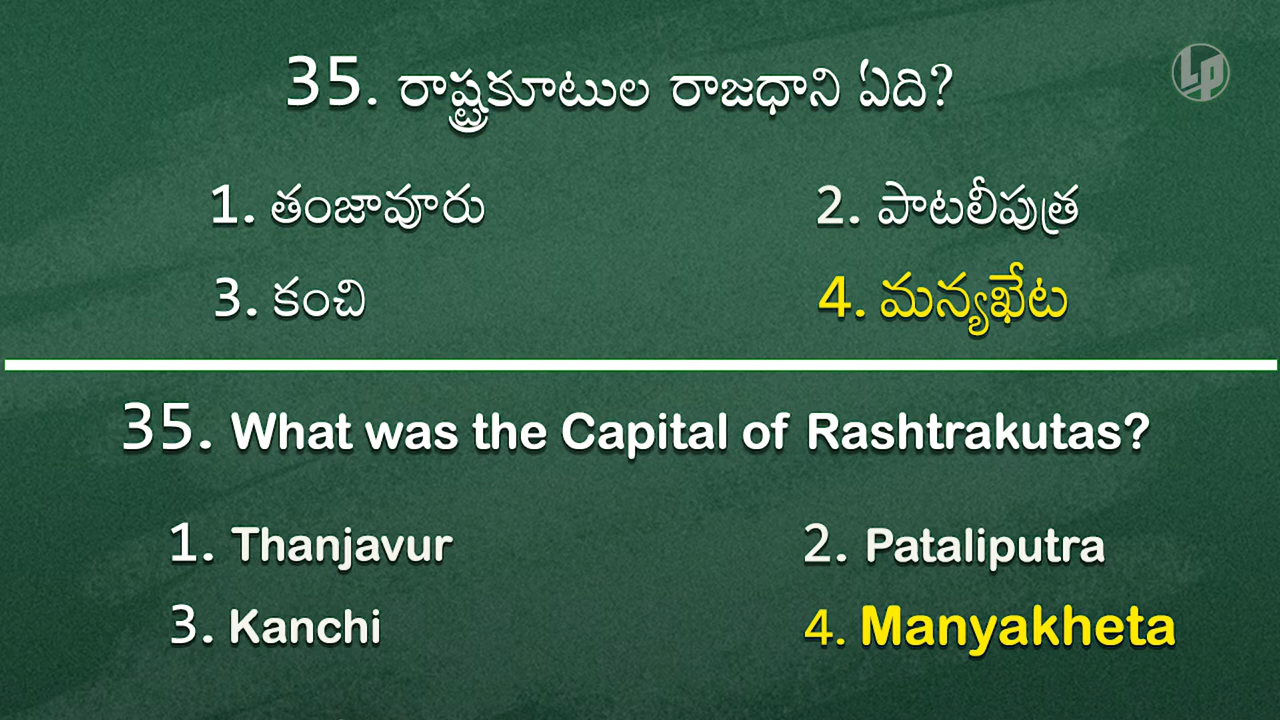 35. రాష్ట్రకూటుల రాజధాని ఏది?
1. తంజావూరు 2. పాటలీపుత్ర
3. కంచి 4. మన్యఖేట
35. What was the Capital of Rashtrakutas?
1. Thanjavur 2. Pataliputra
3. Kanchi 4. Manyakheta
LP